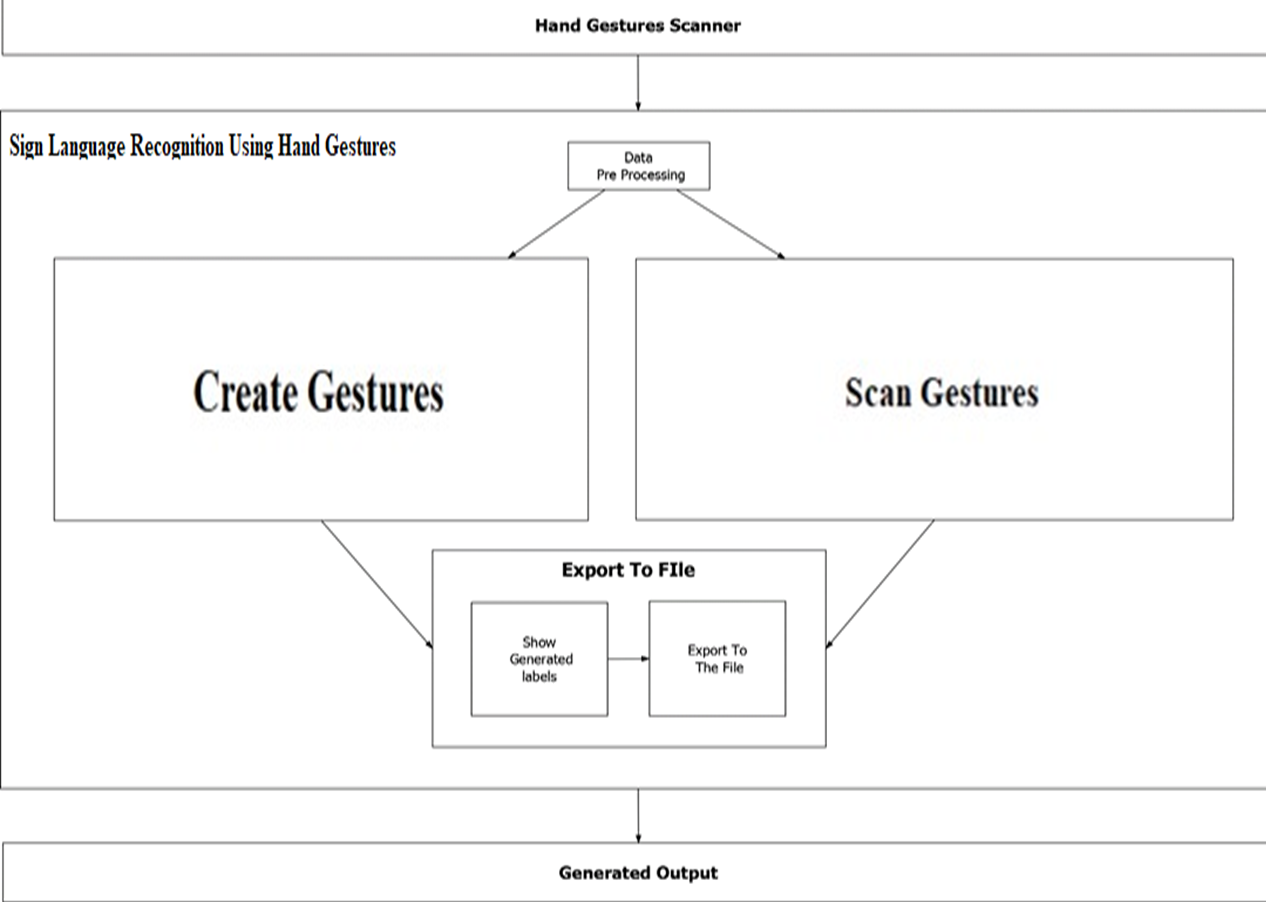 Hand Gestures Scanner
Sign Language Recognition Using Hand Gestures
Data
Pre Processing
Create Gestures
Scan Gestures
Export To FIle
Show
Generated
labels
Export To
The File
Generated Output